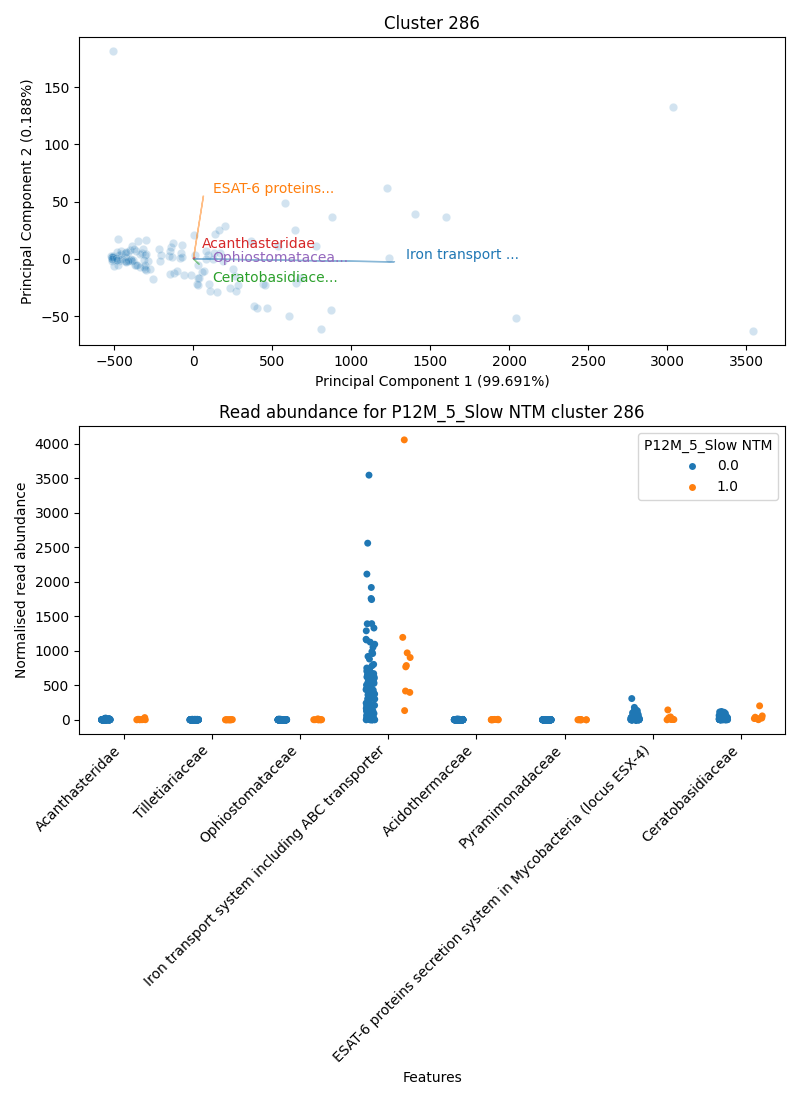 Cluster 286
Principal Component 2 (0.188%)
150
100
50
0
−50
ESAT-6 proteins...
Acanthasteridae
Ophiostomatacea...
Iron transport ...
Ceratobasidiace...
−500
0
500
1000
1500
2000
2500
3000
3500
Principal Component 1 (99.691%)
Read abundance for P12M_5_Slow NTM cluster 286
Normalised read abundance
4000
3500
3000
2500
2000
1500
1000
500
0
P12M_5_Slow NTM
0.0
1.0
Acanthasteridae
Tilletiariaceae
Ophiostomataceae
Iron transport system including ABC transporter
Acidothermaceae
Pyramimonadaceae
ESAT-6 proteins secretion system in Mycobacteria (locus ESX-4)
Ceratobasidiaceae
Features